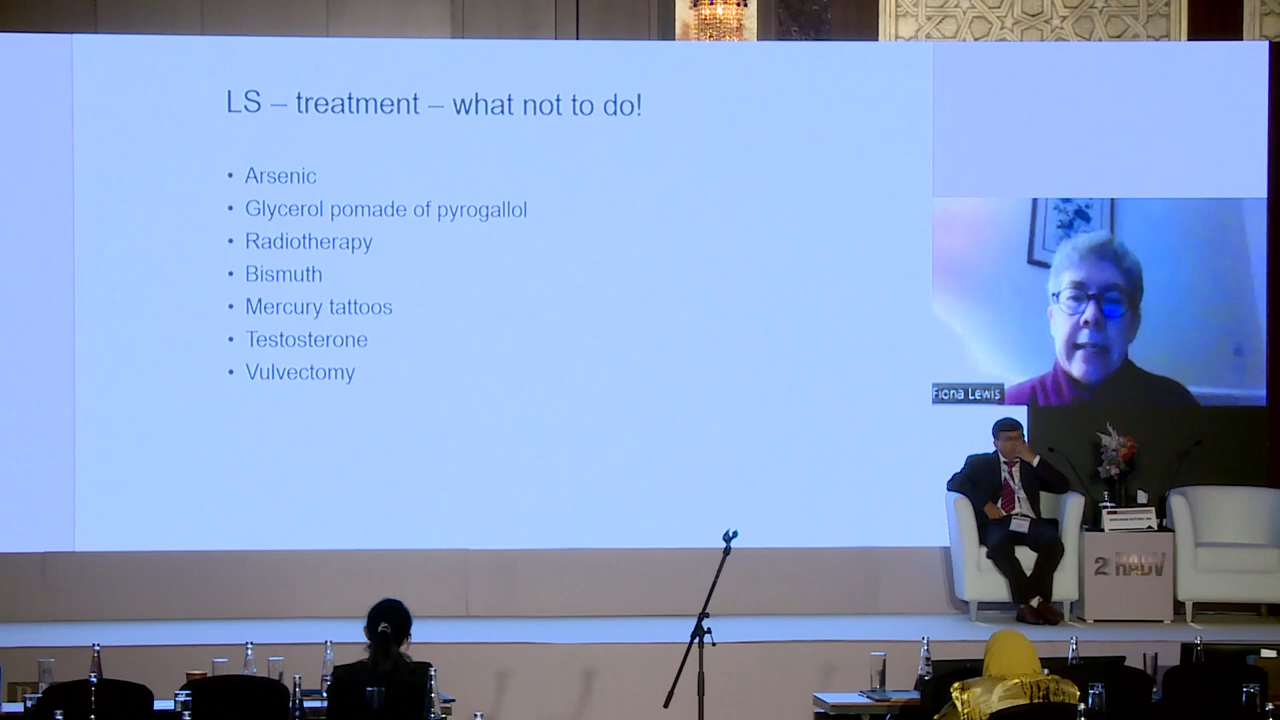 LS – treatment – what not to do!
• Arsenic
• Glycerol pomade of pyrogallol
• Radiotherapy
• Bismuth
• Mercury tattoos
• Testosterone
• Vulvectomy
Fiona Lewis
2 RADV